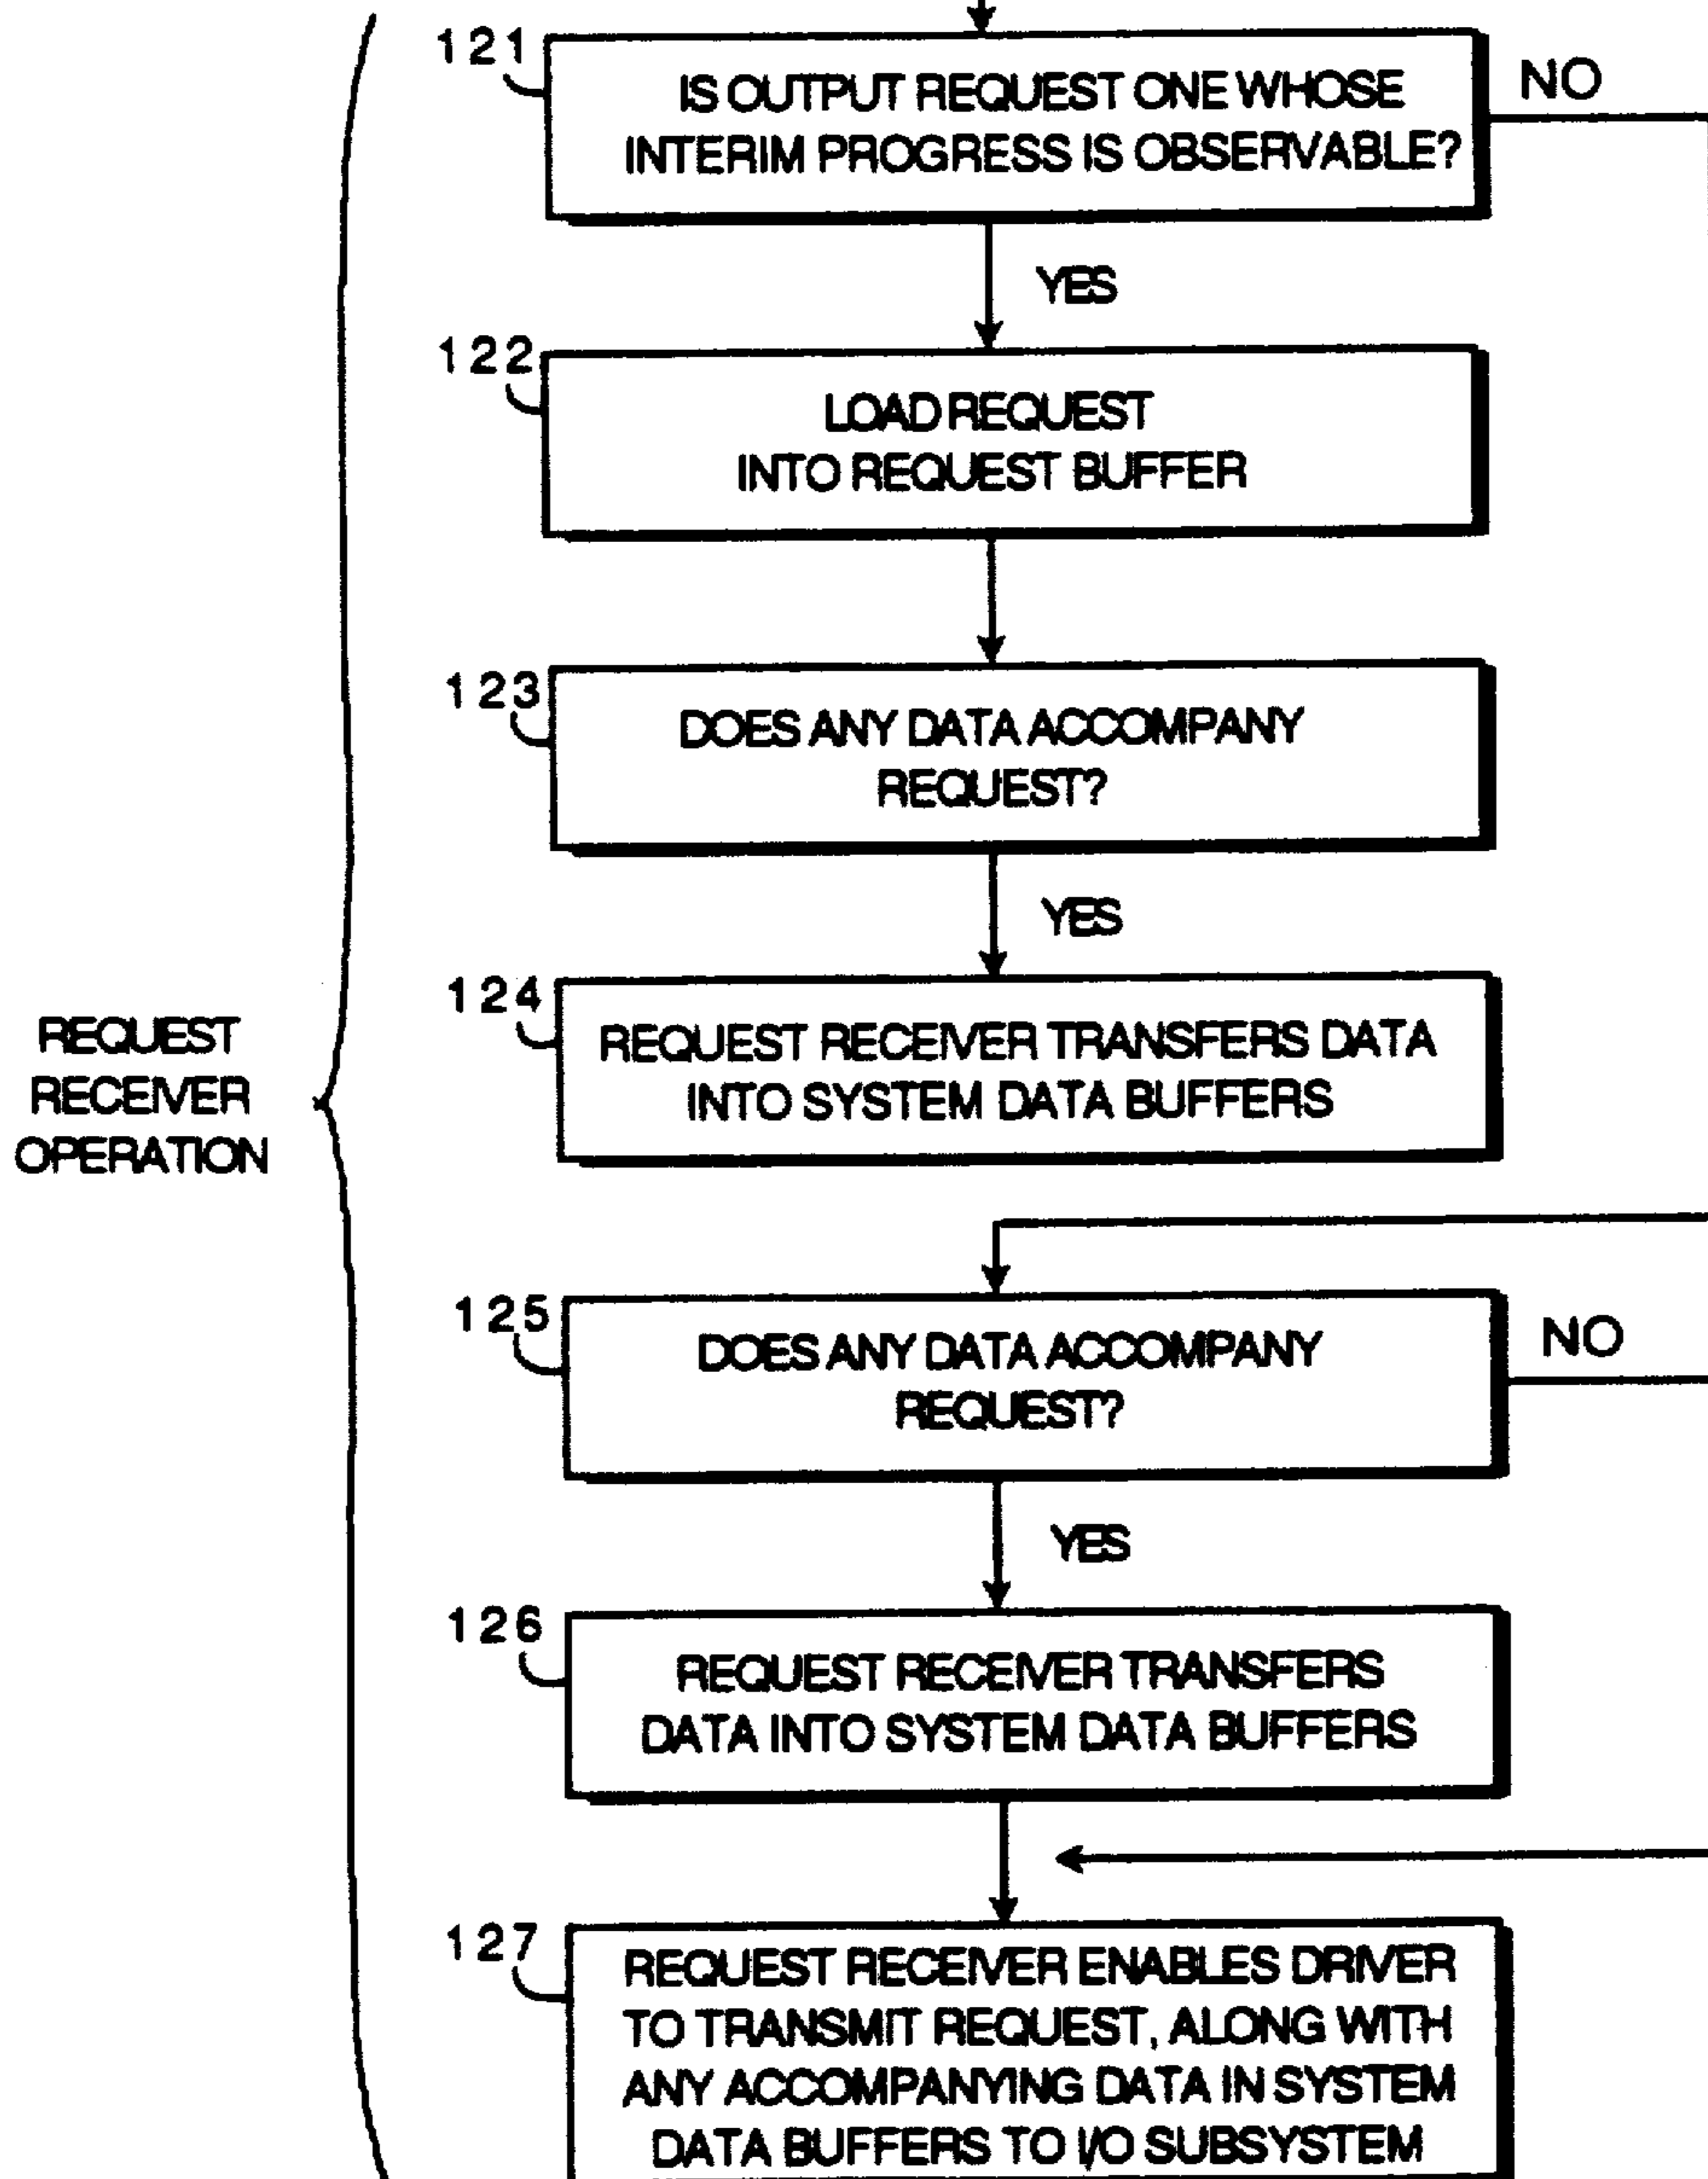 121
IS OUTPUT REQUEST ONE WHOSE
INTERIM PROGRESS IS OBSERVABLE?
NO
YES
122
LOAD REQUEST
INTO REQUEST BUFFER
123
DOES ANY DATA ACCOMPANY
REQUEST?
YES
124
REQUEST RECEIVER TRANSFERS DATA
INTO SYSTEM DATA BUFFERS
REQUEST
RECEIVER
OPERATION
125
DOES ANY DATA ACCOMPANY
REQUEST?
NO
YES
126
REQUEST RECEIVER TRANSFERS
DATA INTO SYSTEM DATA BUFFERS
127
REQUEST RECEIVER ENABLES DRIVER
TO TRANSMIT REQUEST, ALONG WITH
ANY ACCOMPANYING DATA IN SYSTEM
DATA BUFFERS TO I/O SUBSYSTEM